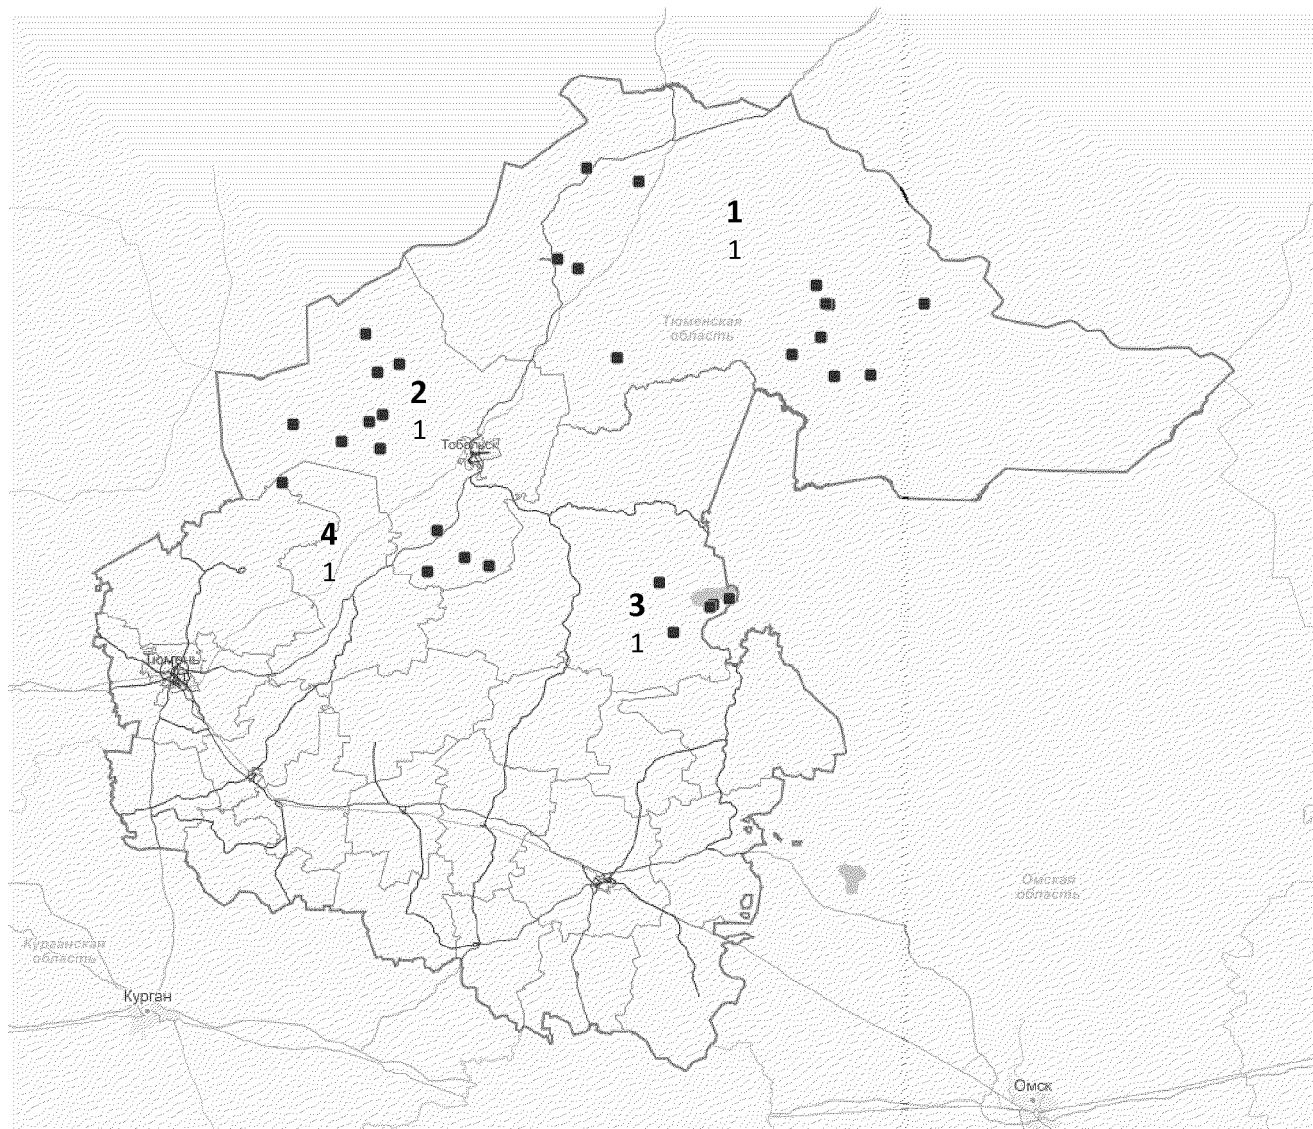 1
1
Тюменская
область
2
1
Тобольск
4
1
3
1
Тюмень
Омская
область
Курганская
область
Курган
Омск